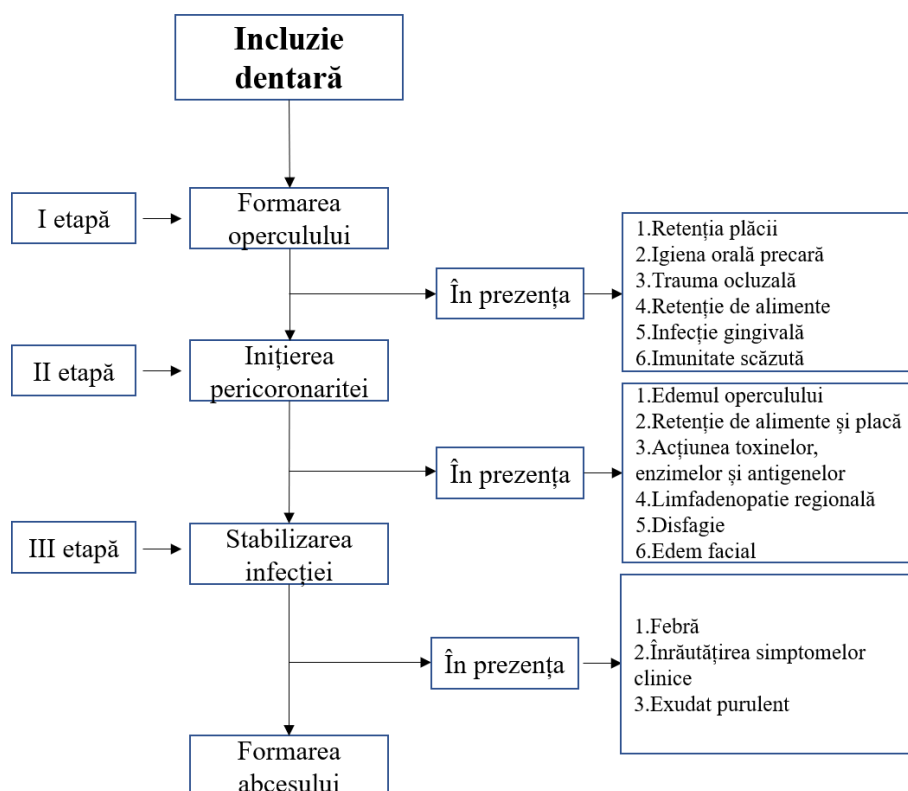 Incluzie
dentară
I etapă
Formarea
operculului
În prezența
1.Retenția plăcii
2.Igiena orală precară
3.Trauma ocluzală
4.Retenție de alimente
5.Infecție gingivală
6.Imunitate scăzută
II etapă
Inițierea
pericoronaritei
În prezența
1.Edemul operculului
2.Retenție de alimente și placă
3.Acțiunea toxinelor,
enzimelor și antigenelor
4.Limfadenopatie regională
5.Disfagie
6.Edem facial
III etapă
Stabilizarea
infecției
În prezența
1.Febră
2.Înrăutățirea simptomelor
clinice
3.Exudat purulent
Formarea
abcesului